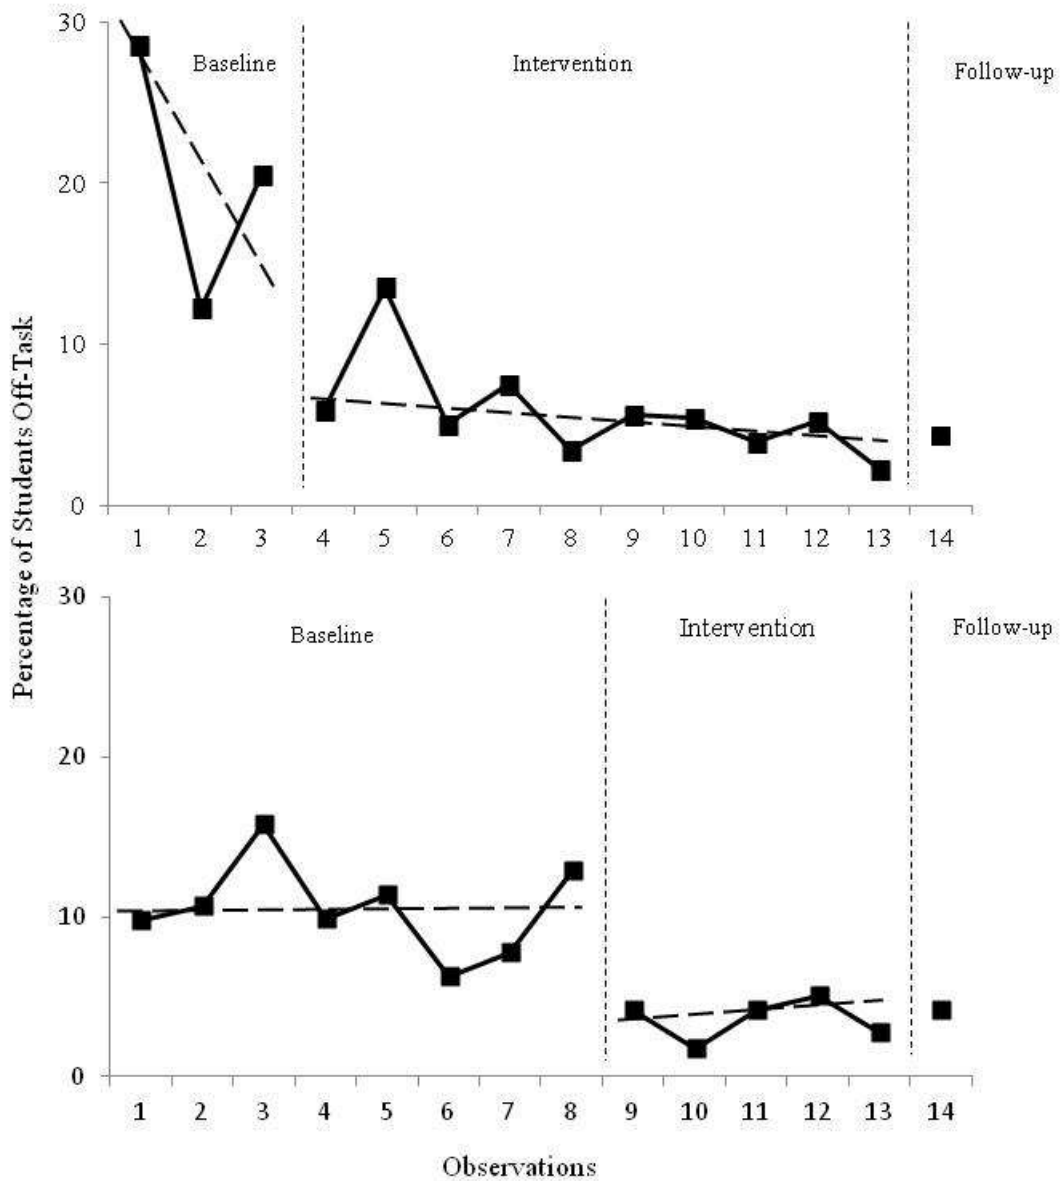 Percentage of Students Off-Task
30
Baseline Intervention Follow-up
20
10
0
1 2 3 4 5 6 7 8 9 10 11 12 13 14
30
Baseline Intervention Follow-up
20
10
0
1 2 3 4 5 6 7 8 9 10 11 12 13 14
Observations